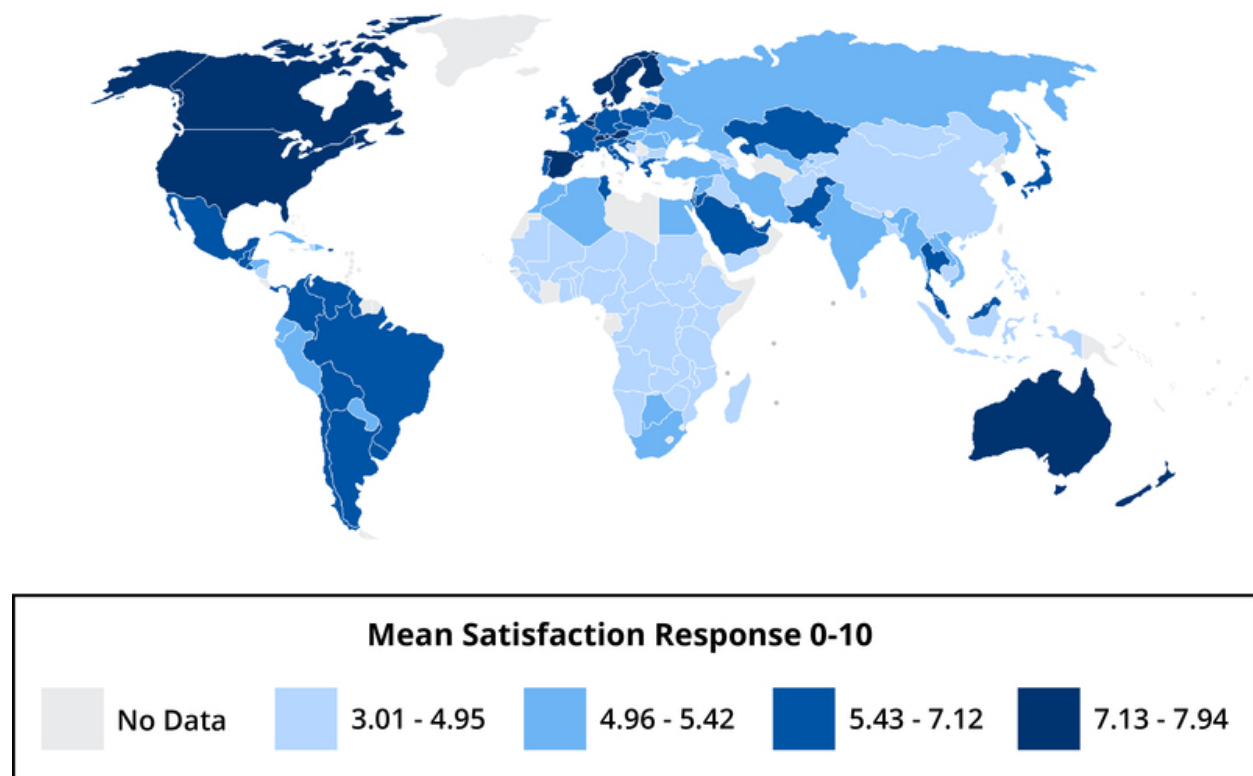 Mean Satisfaction Response 0-10
No Data 3.01 - 4.95 4.96 - 5.42 5.43 - 7.12 7.13 - 7.94